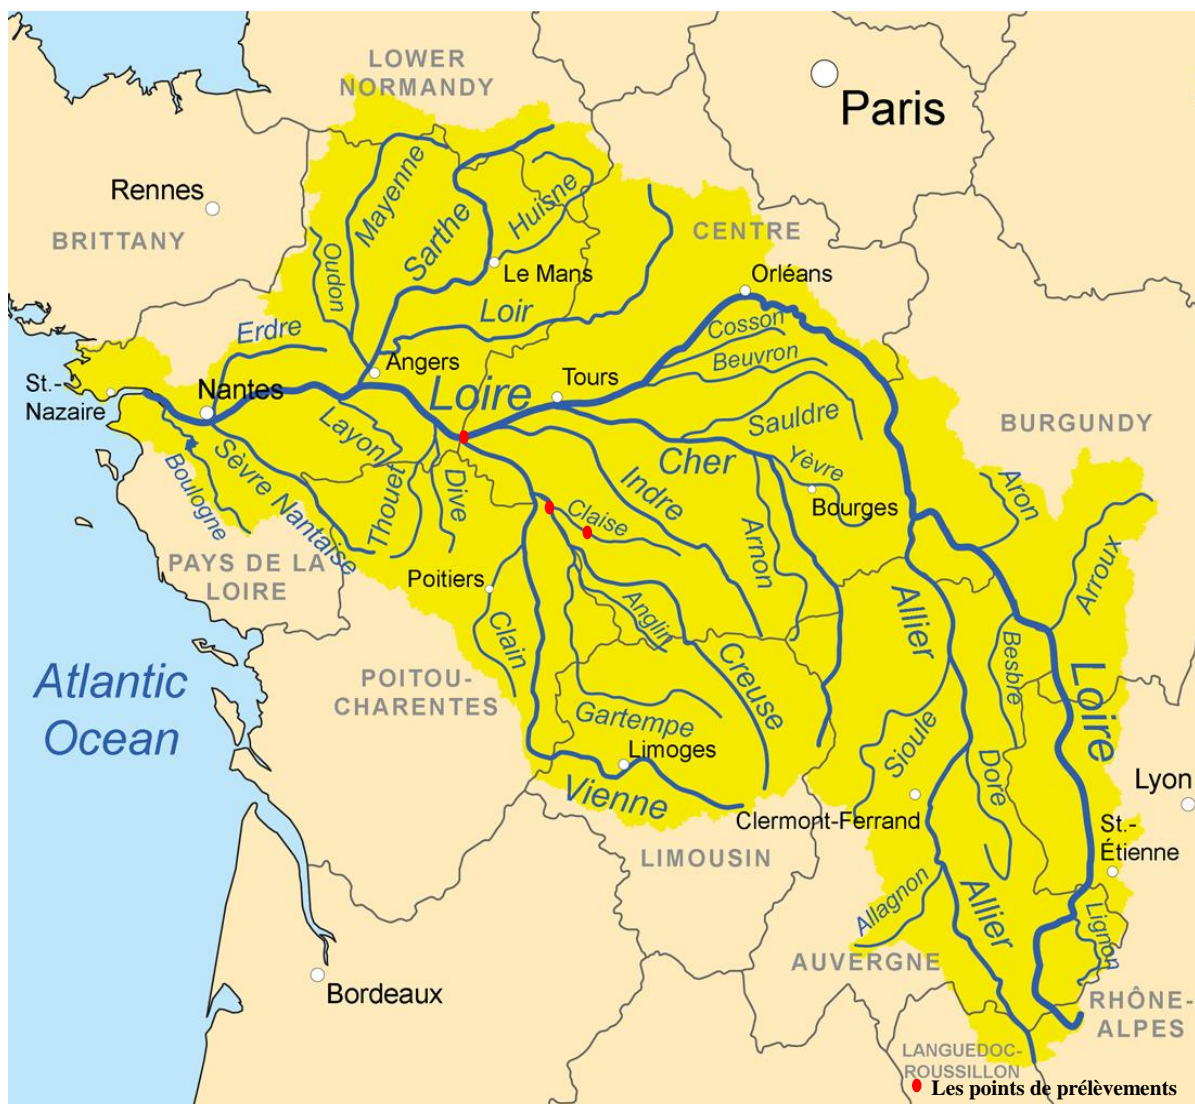 LOWER
NORMANDY
Paris
Rennes
BRITTANY
Mayenne
Sarthe
Huisne
Oudon
Le Mans
CENTRE
Orléans
Loir
Erdre
Cosson
Beuvron
Angers
Loire
Tours
St.-
Nazaire
Nantes
Layon
Sauldre
BURGUNDY
Sèvre Nantaise
Boulogne
Thouet
Dive
Cher
Yèvre
Indre
Bourges
Aron
Claise
Arnon
Arroux
PAYS DE LA
LOIRE
Poitiers
Clain
Anglin
Allier
Besbre
Atlantic
Ocean
POITOU-
CHARENTES
Creuse
Loire
Gartempe
Limoges
Sioule
Dore
Vienne
Lyon
Clermont-Ferrand
St.-
Étienne
LIMOUSIN
Allagnon
Allier
Lignon
AUVERGNE
Bordeaux
RHÔNE-
ALPES
LANGUEDOC-
ROUSSILLON
Les points de prélèvements